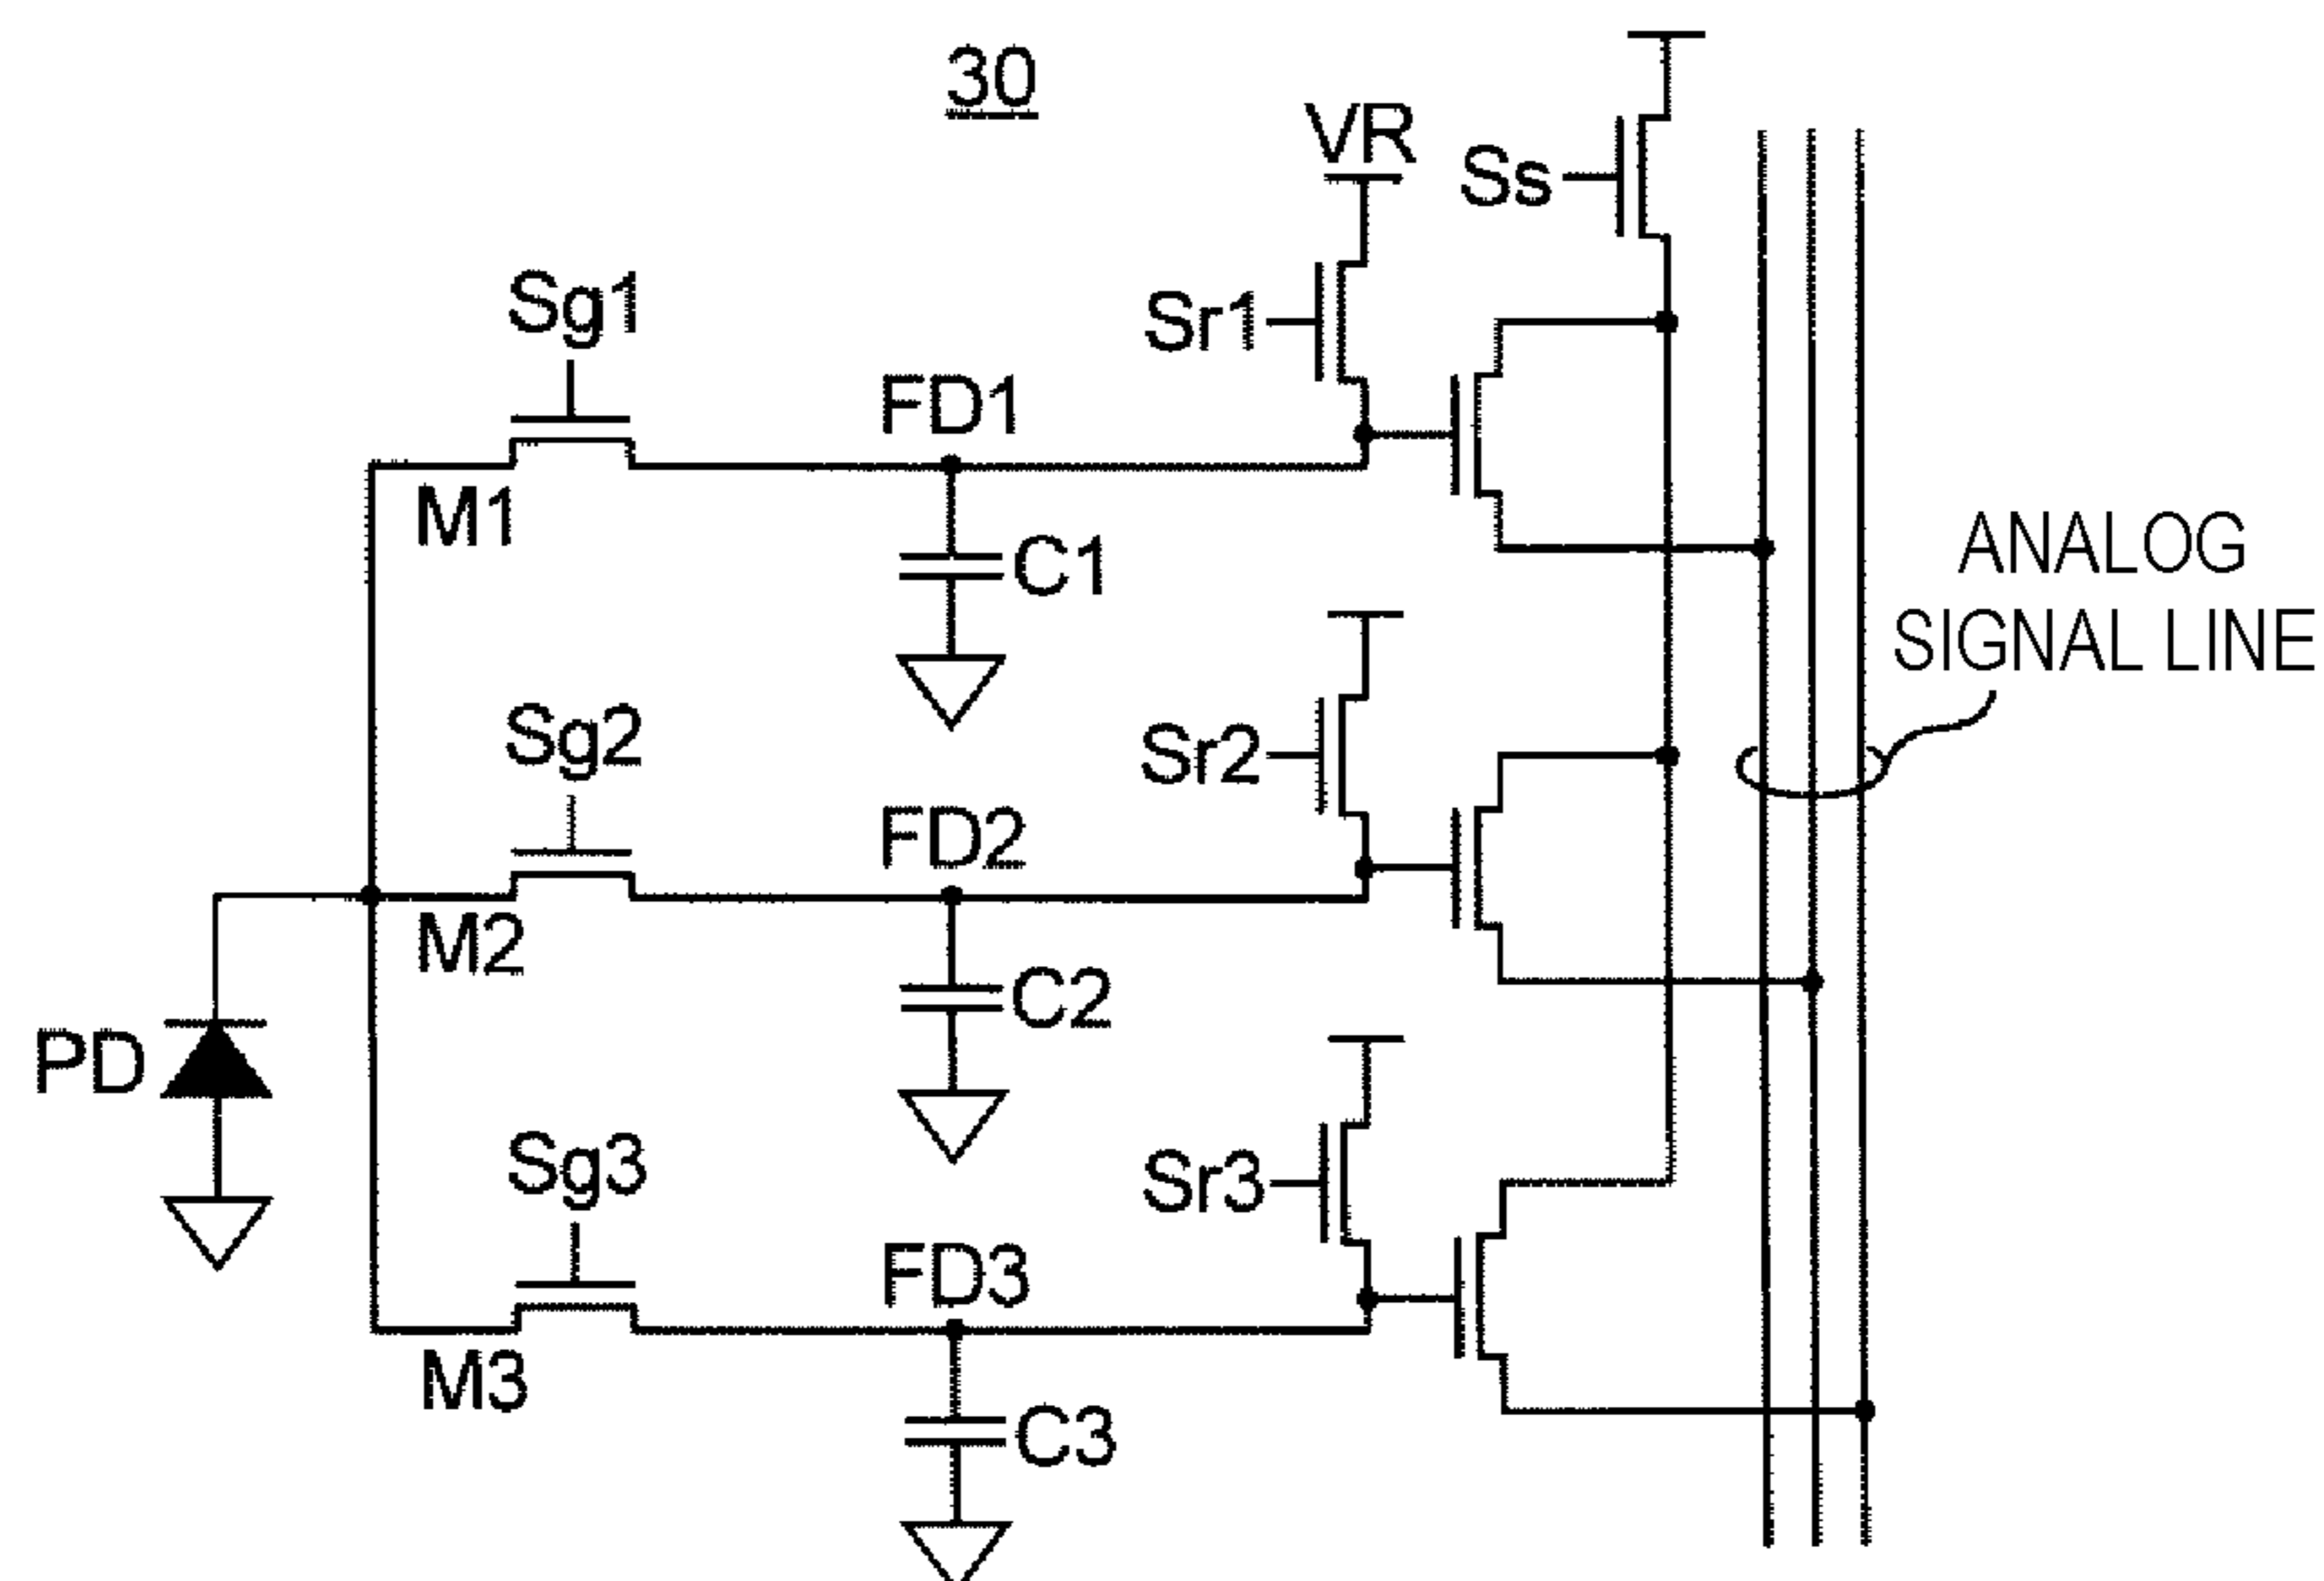 30
VR
Ss
Sg1
Sr1
FD1
M1
C1
ANALOG
SIGNAL LINE
Sg2
Sr2
FD2
M2
C2
PD
Sg3
Sr3
FD3
M3
C3